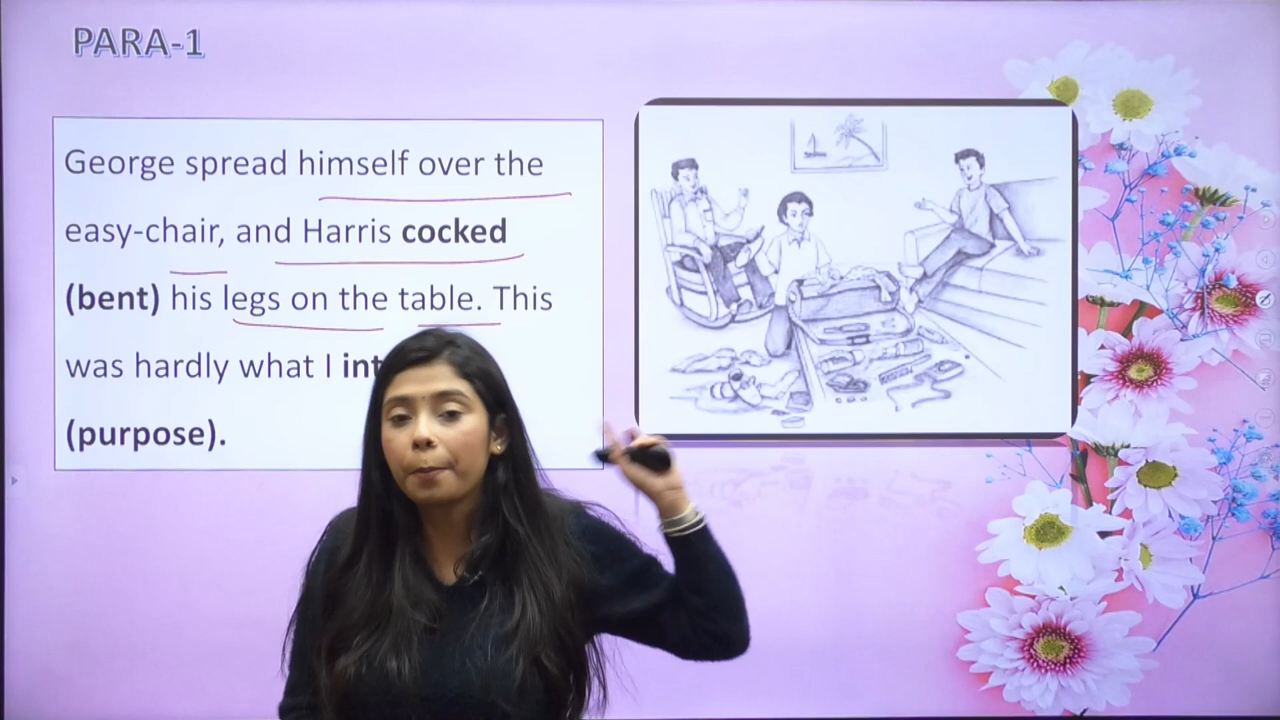 PARA-1
George spread himself over the
easy-chair, and Harris cocked
(bent) his legs on the table. This
was hardly what I
(purpose).